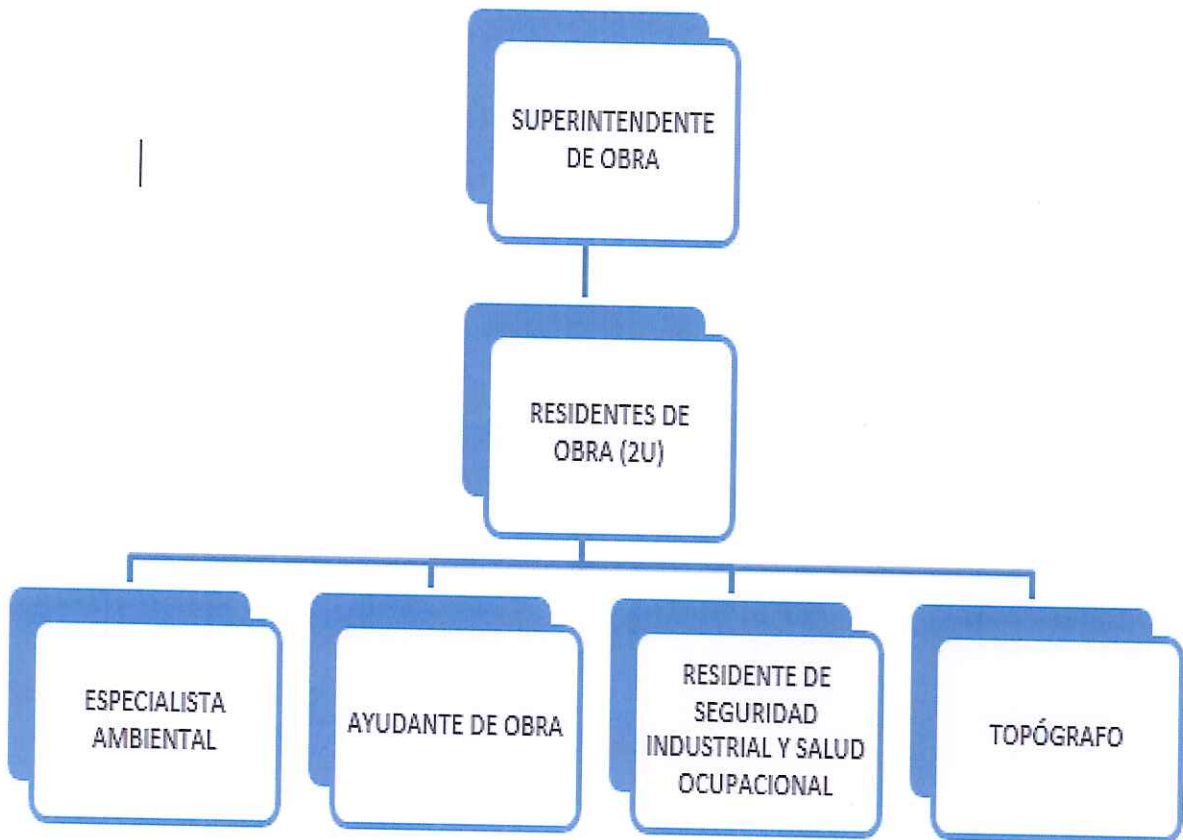 SUPERINTENDENTE
DE OBRA
RESIDENTES DE
OBRA (2U)
ESPECIALISTA
AMBIENTAL
AYUDANTE DE OBRA
RESIDENTE DE
SEGURIDAD
INDUSTRIAL Y SALUD
OCUPACIONAL
TOPÓGRAFO